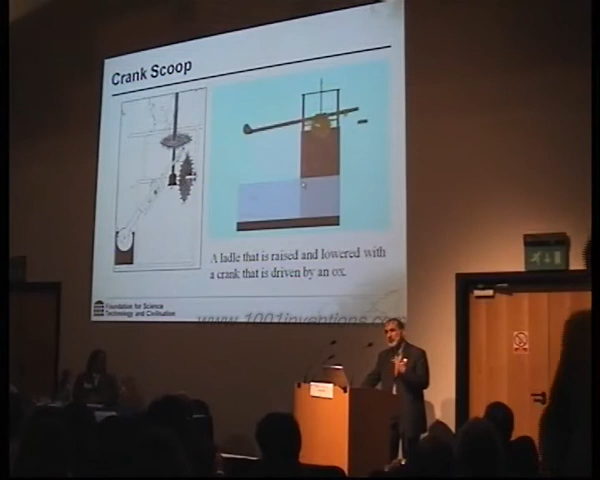 Crank Scoop
A ladle that is raised and lowered with
a crank that is driven by an ox.
Foundation for Science
Technology and Civilisation
www.1001inventions.co